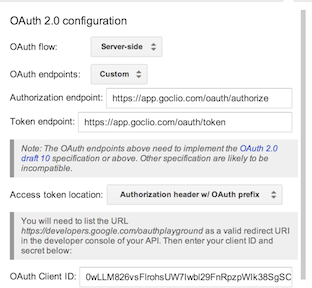 OAuth 2.0 configuration
OAuth flow: Server-side
OAuth endpoints: Custom
Authorization endpoint: https://app.goclio.com/oauth/authorize
Token endpoint: https://app.goclio.com/oauth/token
Note: The OAuth endpoints above need to implement the OAuth 2.0
draft 10 specification or above. Other specification are likely to be
incompatible.
Access token location: Authorization header w/ OAuth prefix
You will need to list the URL
https://developers.google.com/oauthplayground as a valid redirect URI
in the developer console of your API. Then enter your client ID and
secret below:
OAuth Client ID: 0wLLM826vsFlrohsUW7Iwbl29FnRpzpWIk38SgSC